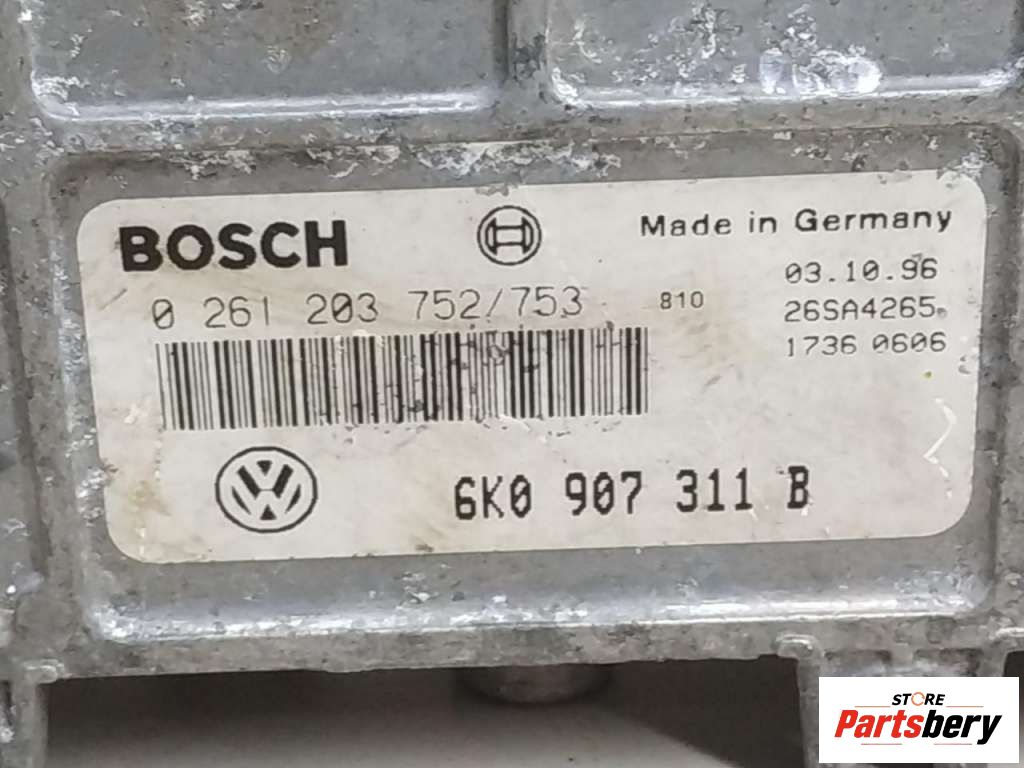 BOSCH
Made in Germany
03.10.96
0 261 203 752/753
810
26SA4265
1736 0606
6K0 907 311 B
STORE
Partsbery